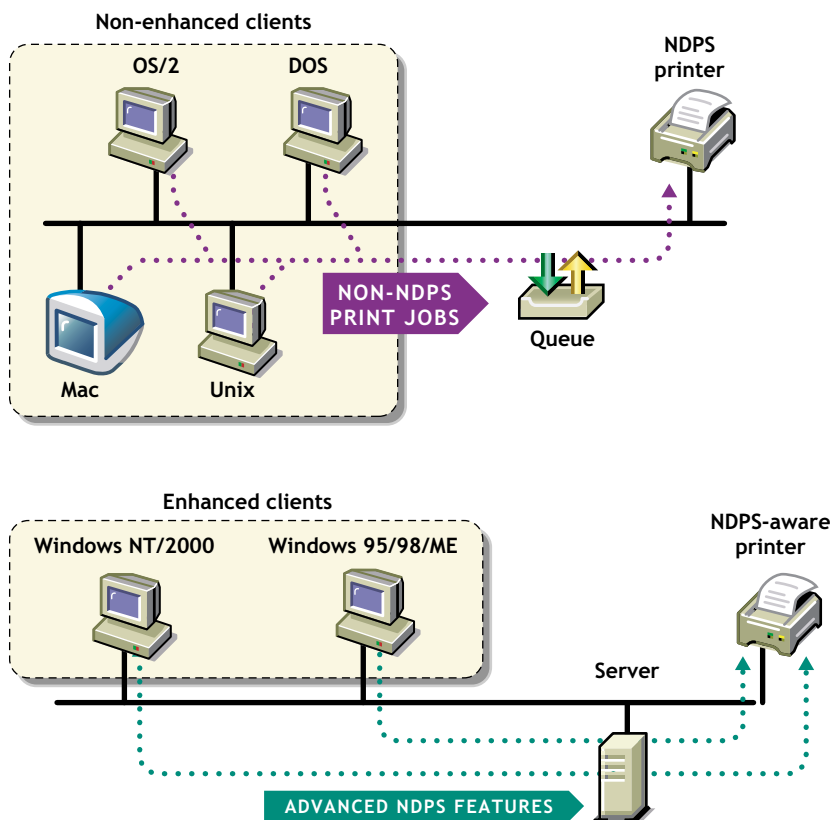 Non-enhanced clients
OS/2
DOS
NDPS
printer
NON-NDPS
PRINT JOBS
Queue
Mac
Unix
Enhanced clients
Windows NT/2000
Windows 95/98/ME
NDPS-aware
printer
Server
ADVANCED NDPS FEATURES